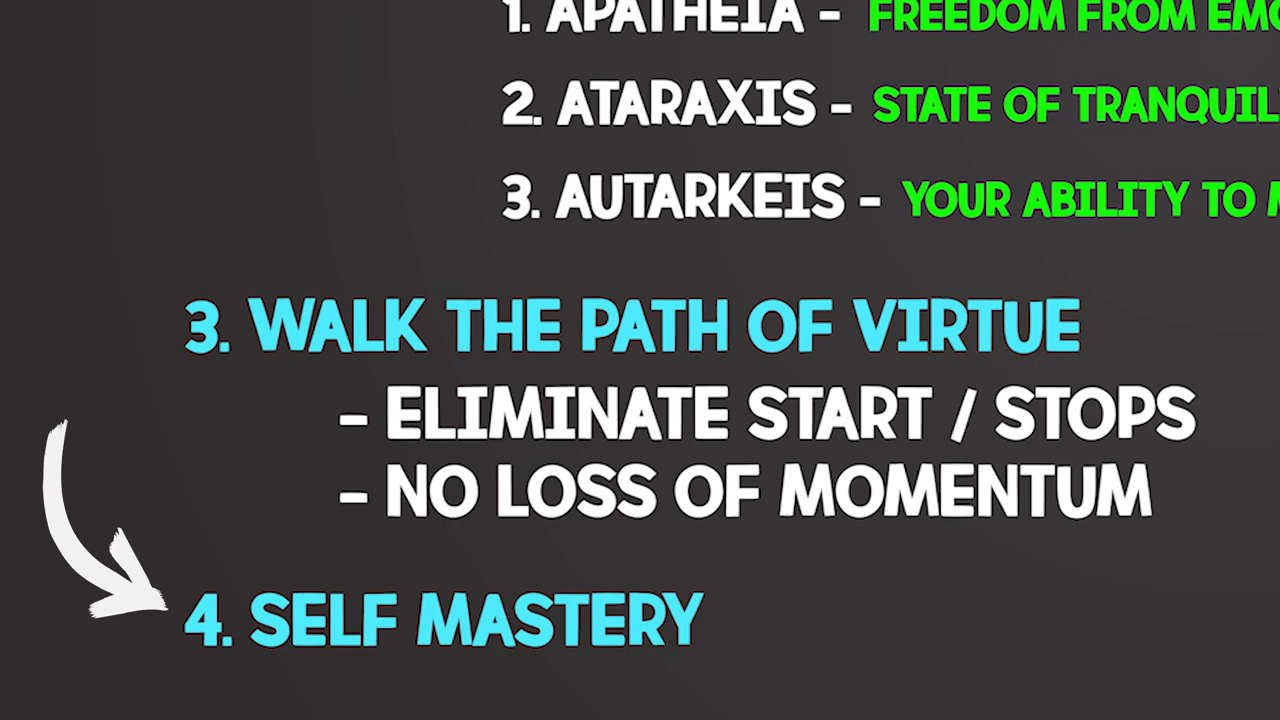 1. APATHEIA - FREEDOM FROM
2. ATARAXIS - STATE OF
3. AUTARKEIS - YOUR ABILITY TO
3. WALK THE PATH OF VIRTUE
- ELIMINATE START / STOPS
- NO LOSS OF MOMENTUM
4. SELF MASTERY